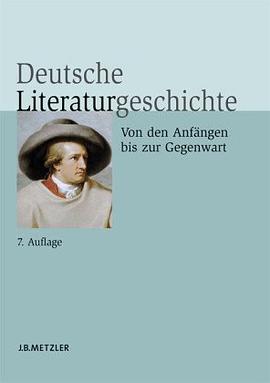 Deutsche
Literaturgeschichte
Von den Anfängen
bis zur Gegenwart
7. Auflage
J.B.METZLER